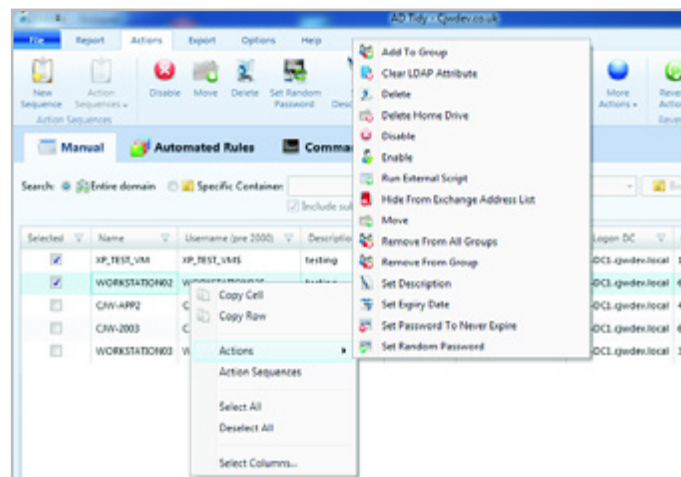 AD Tidy - Cjwdev.co.uk
File Report Actions Export Options Help
New Sequence
Action Sequences
Disable
Move
Delete
Set Random Password
More Actions
Action Sequences
Manual
Automated Rules
Search: Entire domain Specific Container:
Selected Name Username (pre 2000) Logon DC
XP_TEST_VM XP_TEST_VM$ testing
WORKSTATION02
CJW-APP2
CJW-2003
WORKSTATION03
DC1.cjwdev.local
DC1.cjwdev.local
DC1.cjwdev.local
DC1.cjwdev.local
DC1.cjwdev.local
Copy Cell
Copy Row
Actions
Action Sequences
Select All
Deselect All
Select Columns...
Add To Group
Clear LDAP Attribute
Delete
Delete Home Drive
Disable
Enable
Run External Script
Hide From Exchange Address List
Move
Remove From All Groups
Remove From Group
Set Description
Set Expiry Date
Set Password To Never Expire
Set Random Password